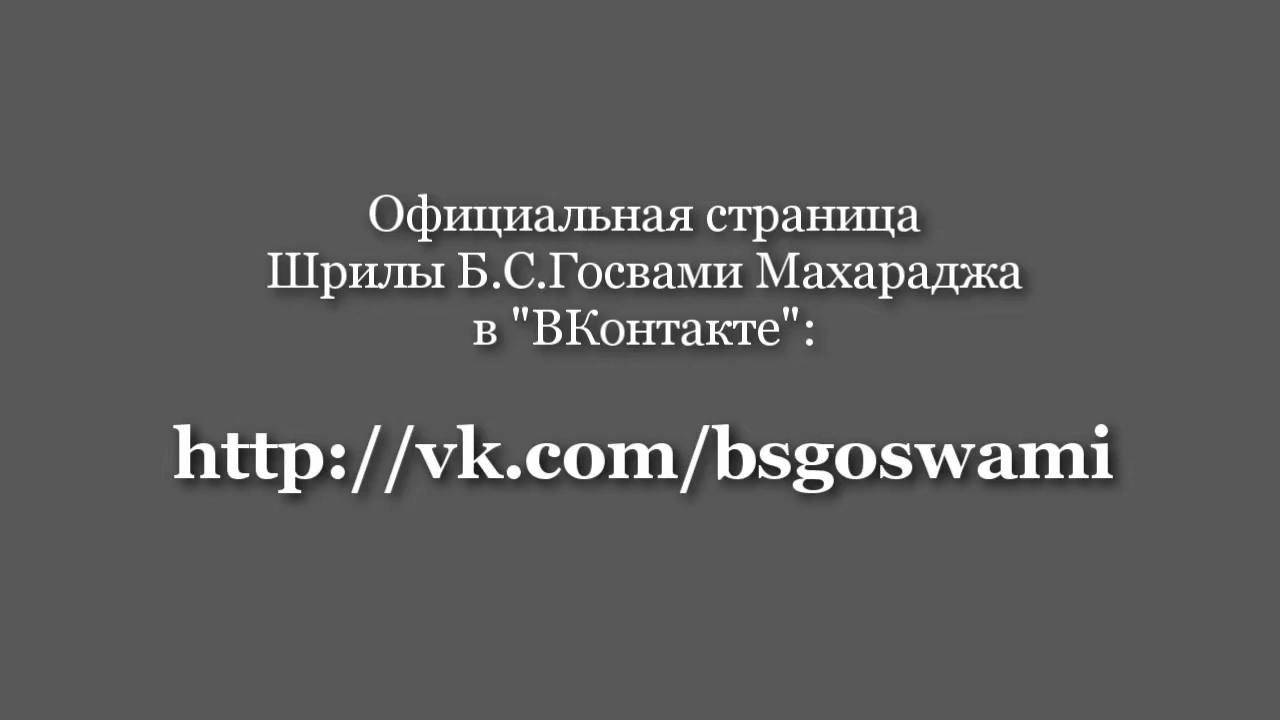 Официальная страница
Шрилы Б.С.Госвами Махараджа
в "ВКонтакте":
http://vk.com/bsgoswami